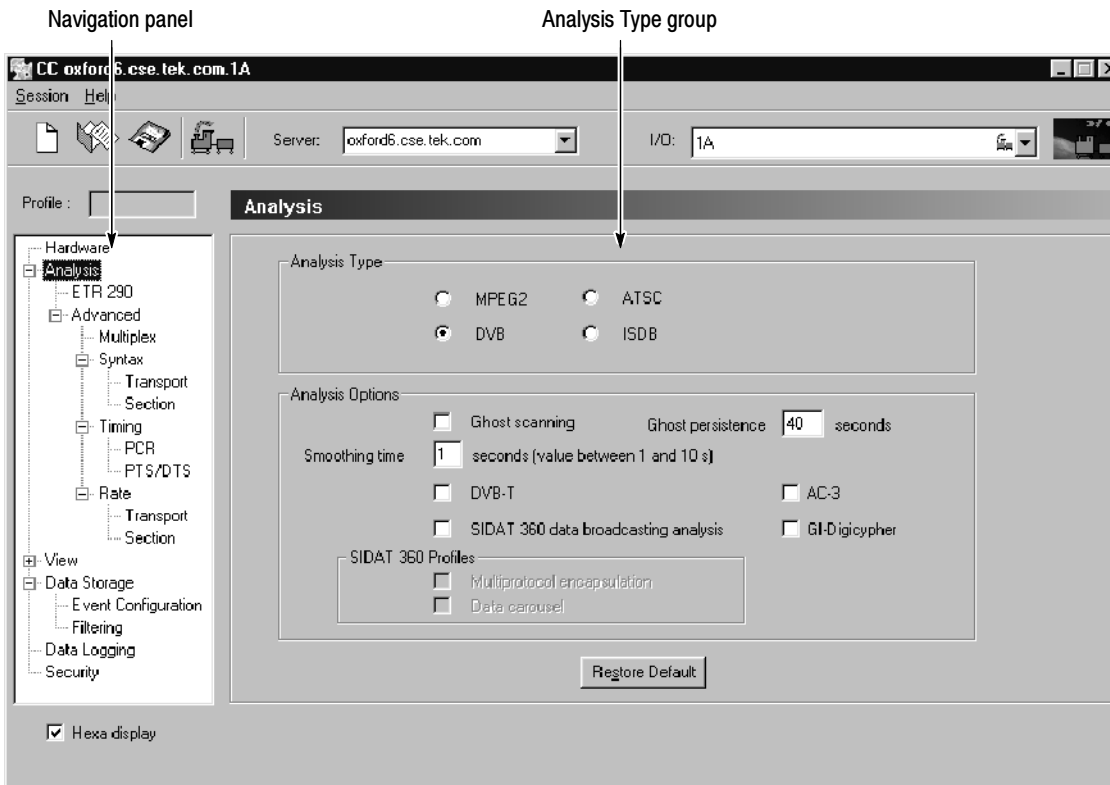 Navigation panel
Analysis Type group
CC oxford6.cse.tek.com.1A
Session Help
Server: oxford6.cse.tek.com I/O: 1A
Profile :
Analysis
Hardware
Analysis
ETR 290
Advanced
Multiplex
Syntax
Transport
Section
Timing
PCR
PTS/DTS
Rate
Transport
Section
View
Data Storage
Event Configuration
Filtering
Data Logging
Security
Analysis Type
MPEG2 ATSC
DVB ISDB
Analysis Options
Ghost scanning Ghost persistence 40 seconds
Smoothing time 1 seconds (value between 1 and 10 s)
DVB-T AC-3
SIDAT 360 data broadcasting analysis GI-Digicypher
SIDAT 360 Profiles
Multiprotocol encapsulation
Data carousel
Restore Default
Hexa display